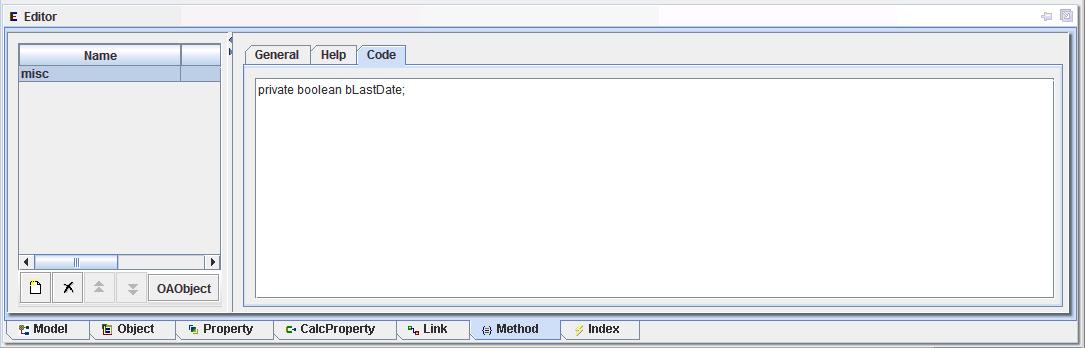 E Editor
Name
misc
OAObject
General Help Code
private boolean bLastDate;
Model Object Property CalcProperty Link Method Index